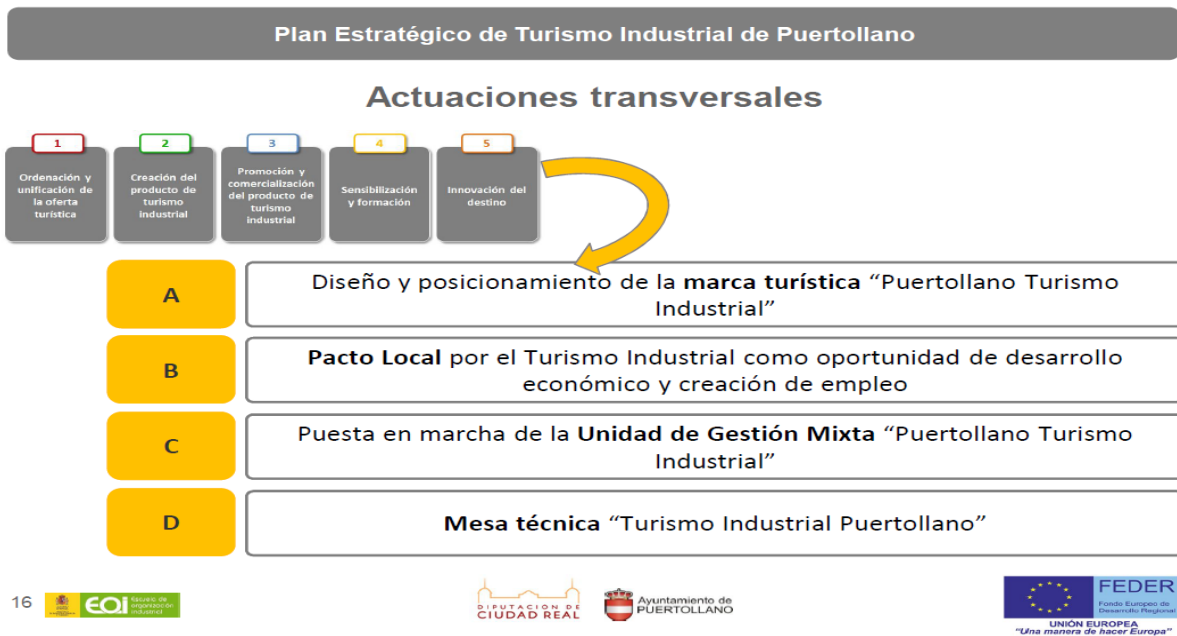 Plan Estratégico de Turismo Industrial de Puertollano
Actuaciones transversales
1
Ordenación y
unificación de
la oferta
turística
2
Creación del
producto de
turismo
industrial
3
Promoción y
comercialización
del producto de
turismo
industrial
4
Sensibilización
y formación
5
Innovación del
destino
A
Diseño y posicionamiento de la marca turística “Puertollano Turismo
Industrial”
B
Pacto Local por el Turismo Industrial como oportunidad de desarrollo
económico y creación de empleo
C
Puesta en marcha de la Unidad de Gestión Mixta “Puertollano Turismo
Industrial”
D
Mesa técnica “Turismo Industrial Puertollano”
16
EOI
escuela de
organización
industrial
DIPUTACIÓN DE
CIUDAD REAL
Ayuntamiento de
PUERTOLLANO
FEDER
Fondo Europeo de
Desarrollo Regional
UNIÓN EUROPEA
"Una manera de hacer Europa"